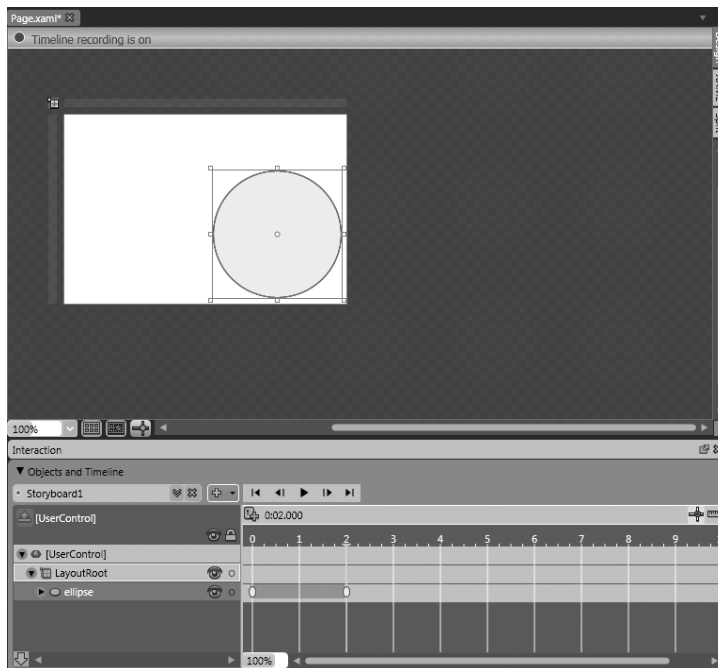 Page.xaml*
Timeline recording is on
100%
Interaction
Objects and Timeline
Storyboard1
[UserControl]
0:02.000
0 1 2 3 4 5 6 7 8 9
[UserControl]
LayoutRoot
ellipse
100%